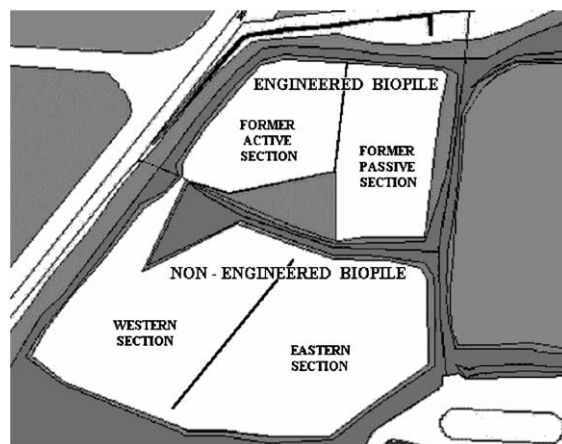 ENGINEERED BIOPILE
FORMER
ACTIVE
SECTION
FORMER
PASSIVE
SECTION
NON - ENGINEERED BIOPILE
WESTERN
SECTION
EASTERN
SECTION